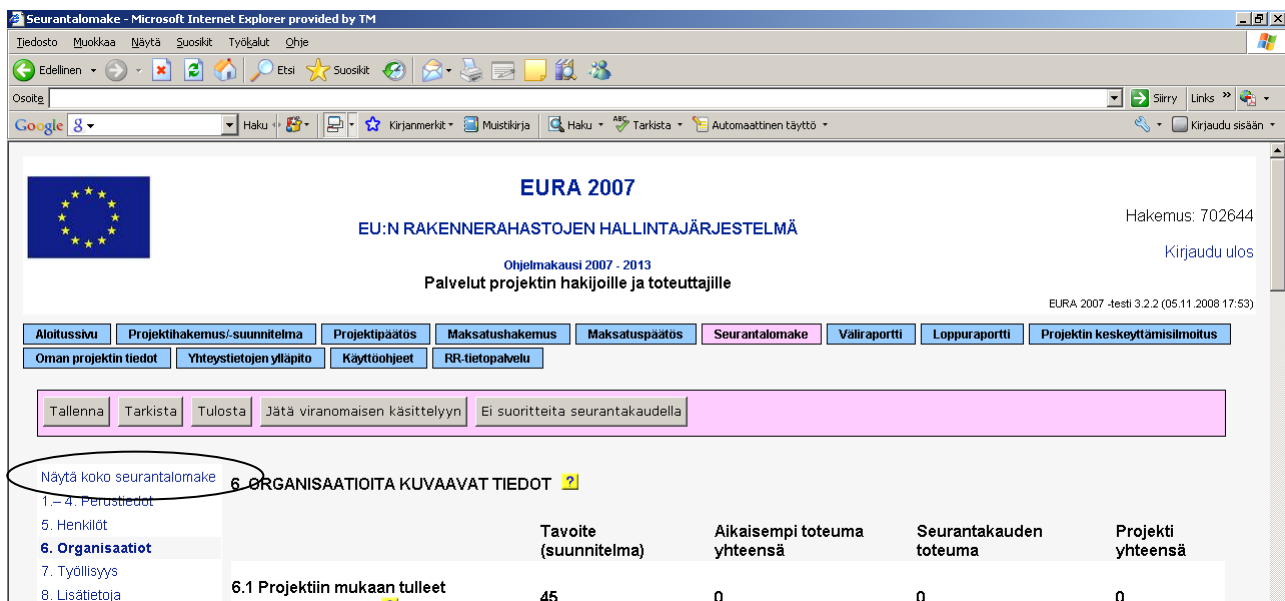 Seurantalomake - Microsoft Internet Explorer provided by TM
Tiedosto Muokkaa Näytä Suosikit Työkalut Ohje
Edellinen Etsi Suosikit
Osoite Siirry Links »
Google Haku Kirjanmerkit Muistikirja Haku ABC Tarkista Automaattinen täyttö Kirjaudu sisään
EURA 2007
EU:N RAKENNERAHASTOJEN HALLINTAJÄRJESTELMÄ
Hakemus: 702644
Kirjaudu ulos
Ohjelmakausi 2007 - 2013
Palvelut projektin hakijoille ja toteuttajille
EURA 2007 -testi 3.2.2 (05.11.2008 17:53)
Aloitussivu Projektihakemus/-suunnitelma Projektipäätös Maksatushakemus Maksatuspäätös Seurantalomake Väliraportti Loppuraportti Projektin keskeyttämisilmoitus
Oman projektin tiedot Yhteystietojen ylläpito Käyttöohjeet RR-tietopalvelu
Tallenna Tarkista Tulosta Jätä viranomaisen käsittelyyn Ei suoritteita seurantakaudella
Näytä koko seurantalomake
1.– 4. Perustiedot
5. Henkilöt
6. Organisaatiot
7. Työllisyys
8. Lisätietoja
6. ORGANISAATIOITA KUVAAVAT TIEDOT ?
Tavoite Aikaisempi toteuma Seurantakauden Projekti
(suunnitelma) yhteensä toteuma yhteensä
6.1 Projektiin mukaan tulleet
45 0 0 0